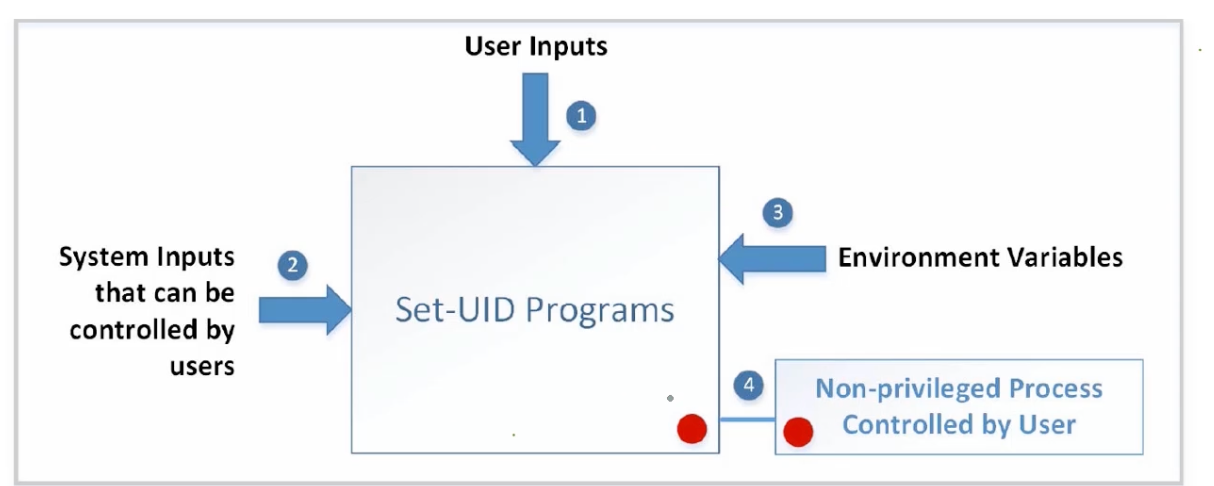 User Inputs
1
3
System Inputs
that can be
controlled by
users
2
Environment Variables
Set-UID Programs
4
Non-privileged Process
Controlled by User